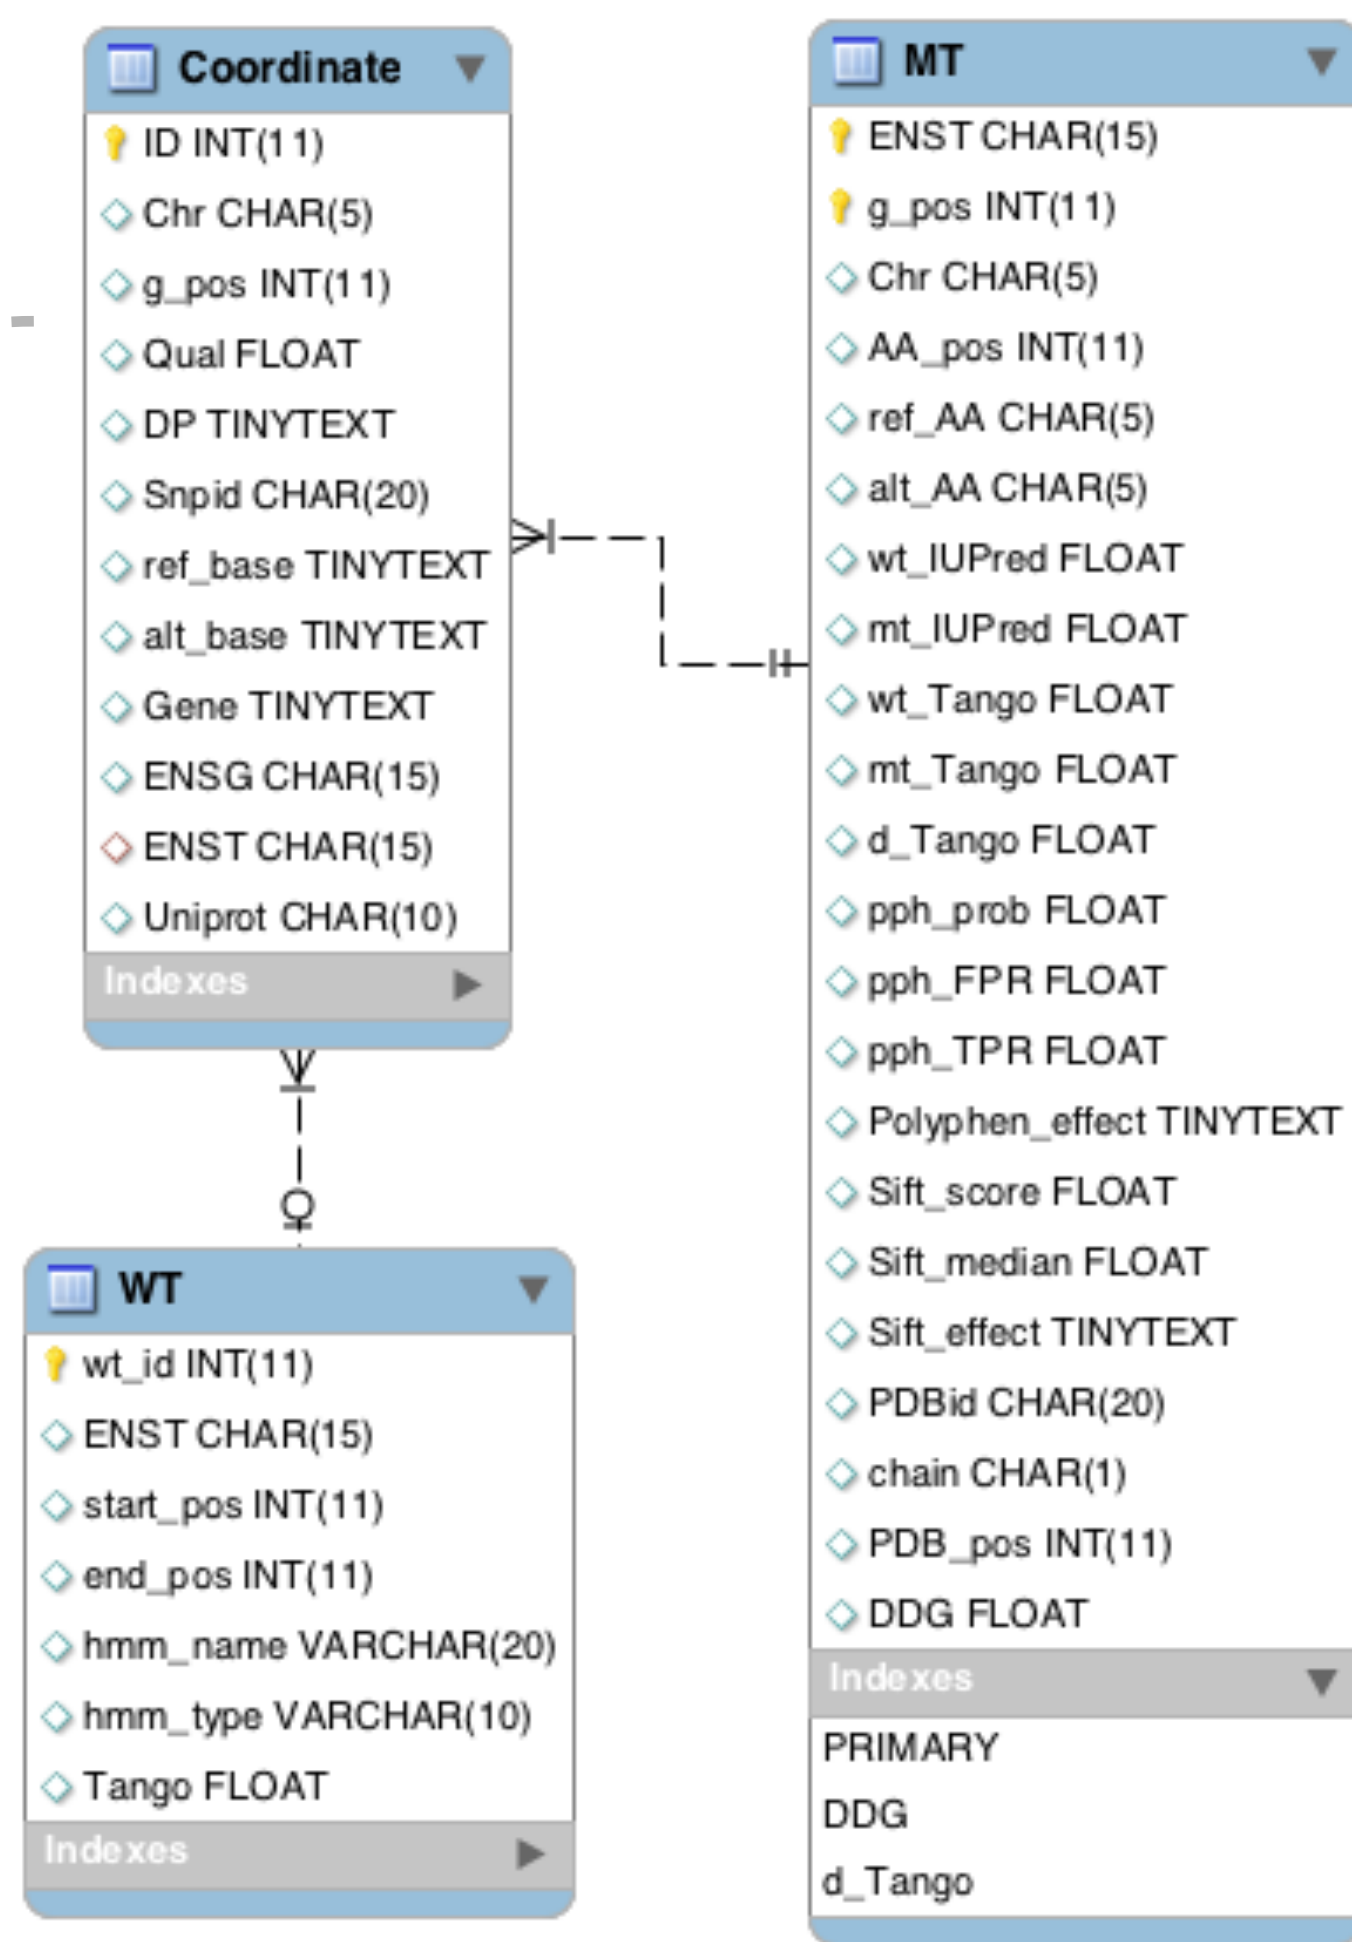 Coordinate
ID INT(11)
Chr CHAR(5)
g_pos INT(11)
Qual FLOAT
DP TINYTEXT
Snpid CHAR(20)
ref_base TINYTEXT
alt_base TINYTEXT
Gene TINYTEXT
ENSG CHAR(15)
ENST CHAR(15)
Uniprot CHAR(10)
Indexes
WT
wt_id INT(11)
ENST CHAR(15)
start_pos INT(11)
end_pos INT(11)
hmm_name VARCHAR(20)
hmm_type VARCHAR(10)
Tango FLOAT
Indexes
MT
ENST CHAR(15)
g_pos INT(11)
Chr CHAR(5)
AA_pos INT(11)
ref_AA CHAR(5)
alt_AA CHAR(5)
wt_IUPred FLOAT
mt_IUPred FLOAT
wt_Tango FLOAT
mt_Tango FLOAT
d_Tango FLOAT
pph_prob FLOAT
pph_FPR FLOAT
pph_TPR FLOAT
Polyphen_effect TINYTEXT
Sift_score FLOAT
Sift_median FLOAT
Sift_effect TINYTEXT
PDBid CHAR(20)
chain CHAR(1)
PDB_pos INT(11)
DDG FLOAT
Indexes
PRIMARY
DDG
d_Tango